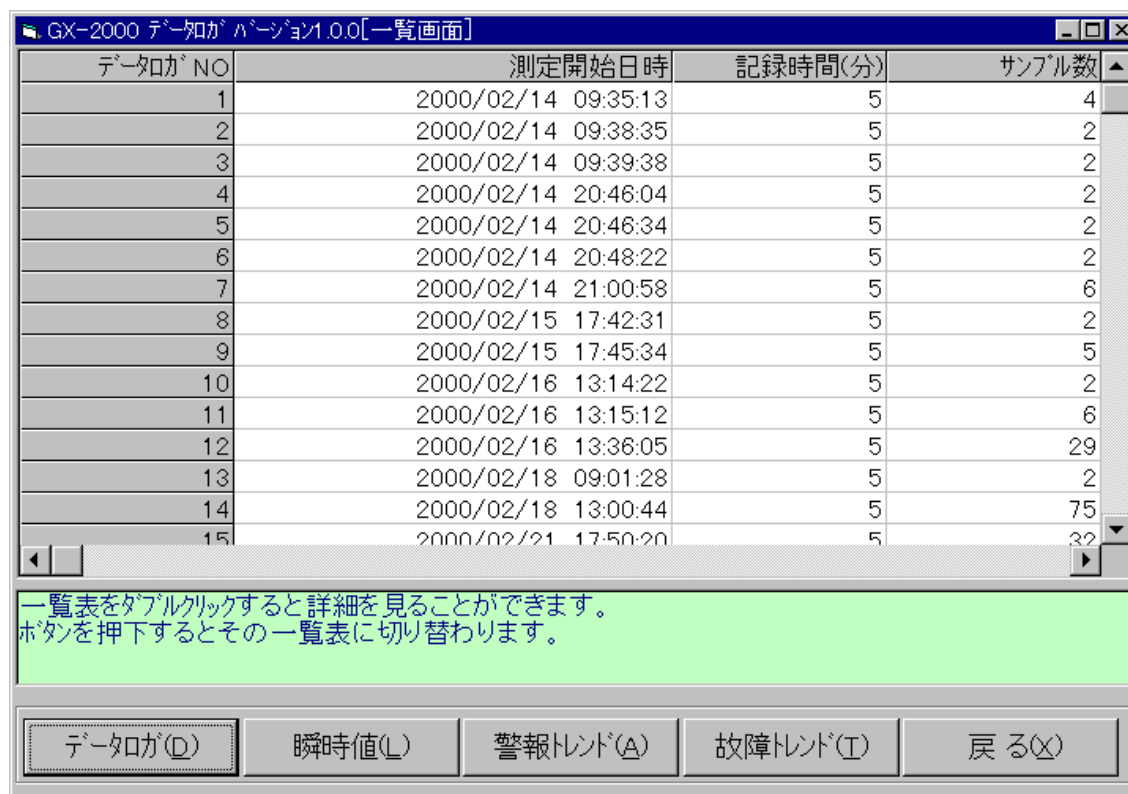 GX-2000 ﾃﾞｰﾀﾛｶﾞ ﾊﾞｰｼﾞｮﾝ1.0.0[一覧画面]
ﾃﾞｰﾀﾛｶﾞNO 測定開始日時 記録時間(分) ｻﾝﾌﾟﾙ数
1 2000/02/14 09:35:13 5 4
2 2000/02/14 09:38:35 5 2
3 2000/02/14 09:39:38 5 2
4 2000/02/14 20:46:04 5 2
5 2000/02/14 20:46:34 5 2
6 2000/02/14 20:48:22 5 2
7 2000/02/14 21:00:58 5 6
8 2000/02/15 17:42:31 5 2
9 2000/02/15 17:45:34 5 5
10 2000/02/16 13:14:22 5 2
11 2000/02/16 13:15:12 5 6
12 2000/02/16 13:36:05 5 29
13 2000/02/18 09:01:28 5 2
14 2000/02/18 13:00:44 5 75
15 2000/02/21 17:50:20 5 32
一覧表をﾀﾞﾌﾞﾙｸﾘｯｸすると詳細を見ることができます。
ﾎﾞﾀﾝを押下するとその一覧表に切り替わります。
ﾃﾞｰﾀﾛｶﾞ(D) 瞬時値(L) 警報ﾄﾚﾝﾄﾞ(A) 故障ﾄﾚﾝﾄﾞ(T) 戻る(X)